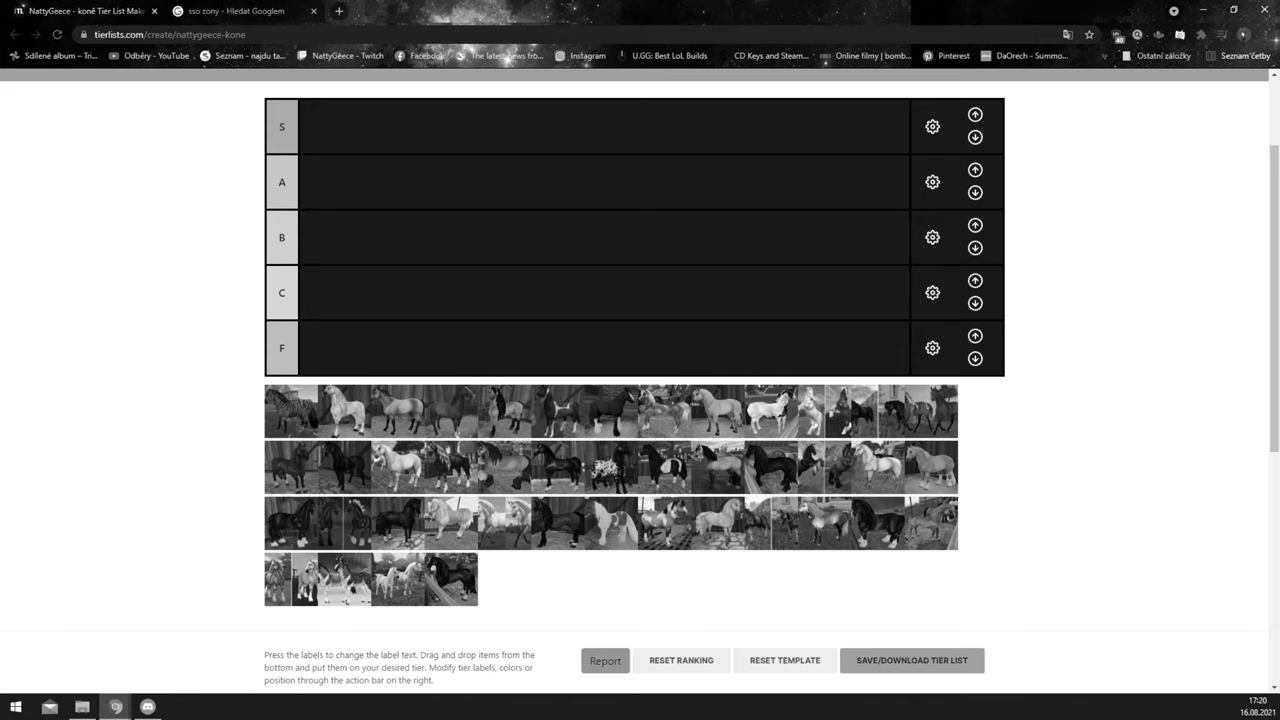 NattyGeece - koně Tier List Mak
sso zony - Hledat Googlem
tierlists.com/create/nattygeece-kone
Sdílené album – Tri...
Odběry - YouTube
Seznam - najdu ta...
NattyGéece - Twitch
Facebook
The latest news fro...
Instagram
U.GG: Best LoL Builds
CD Keys and Steam...
Online filmy | bomb...
Pinterest
DaOrech - Summo...
Ostatní záložky
Seznam četby
S
A
B
C
F
Press the labels to change the label text. Drag and drop items from the
bottom and put them on your desired tier. Modify tier labels, colors or
position through the action bar on the right.
Report
RESET RANKING
RESET TEMPLATE
SAVE/DOWNLOAD TIER LIST
17:20
16.08.2021